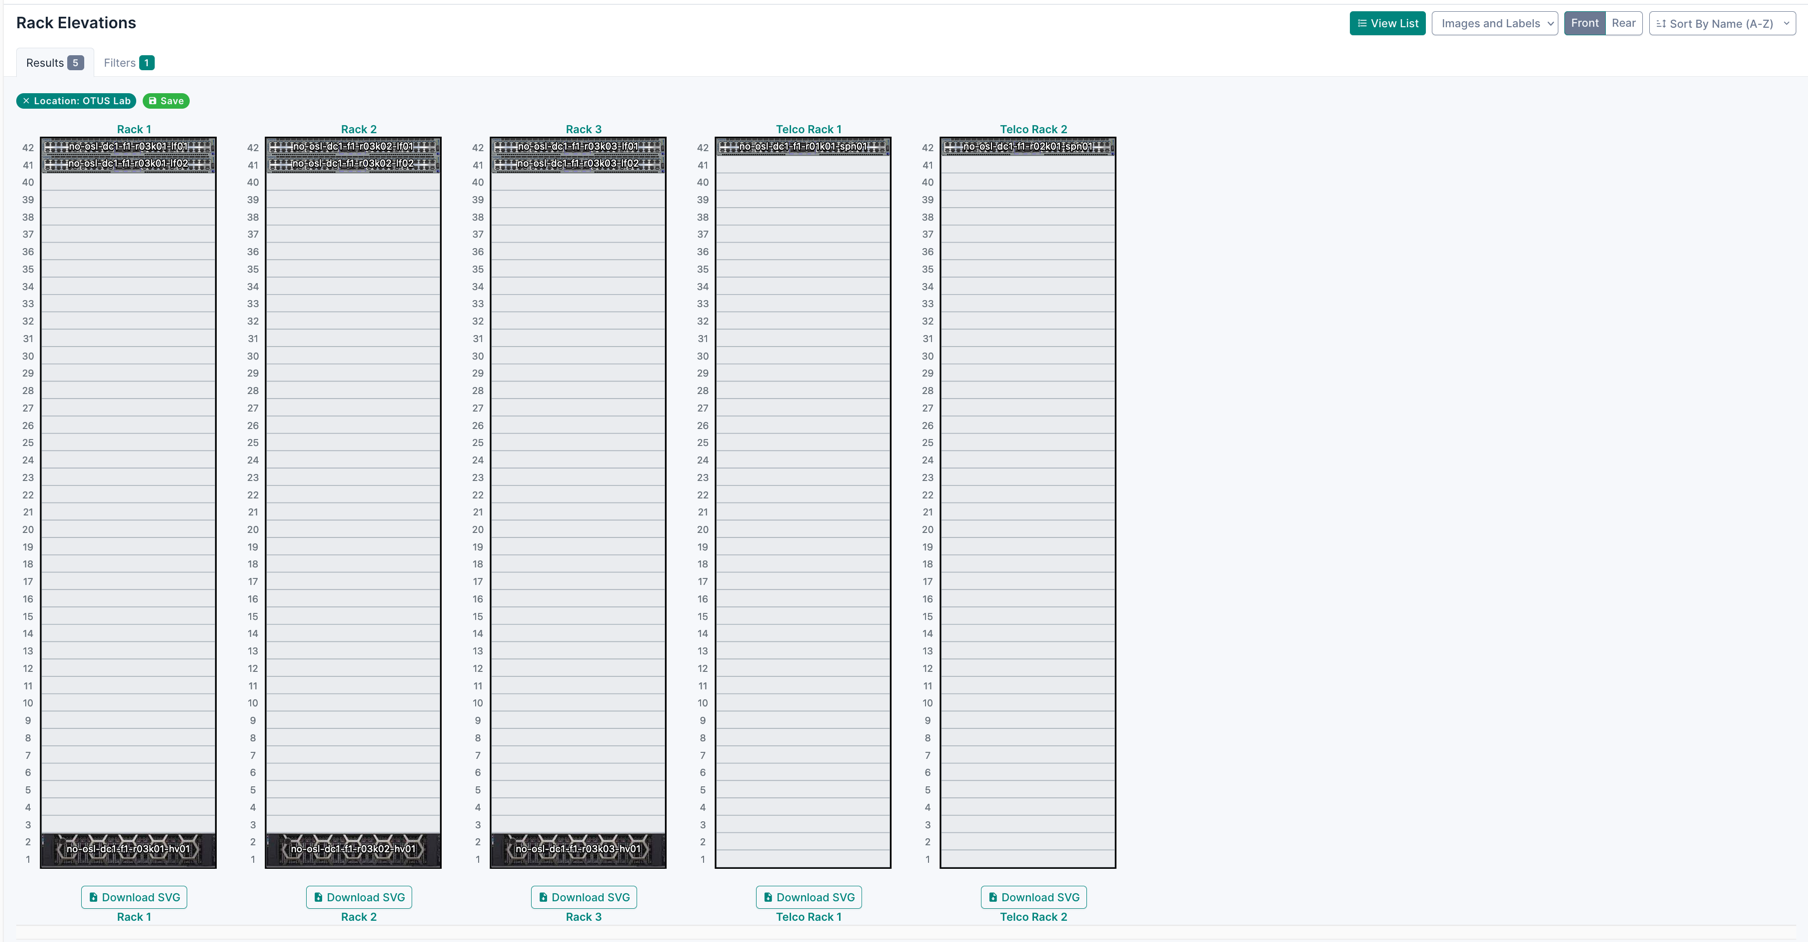 Rack Elevations
View List
Images and Labels
Front Rear
Sort By Name (A-Z)
Results 5 Filters 1
Location: OTUS Lab Save
Rack 1 Rack 2 Rack 3 Telco Rack 1 Telco Rack 2
42 no-osl-dc1-f1-r03k01-lf01 42 no-osl-dc1-f1-r03k02-lf01 42 no-osl-dc1-f1-r03k03-lf01 42 no-osl-dc1-f1-r01k01-spn01 42 no-osl-dc1-f1-r02k01-spn01
41 no-osl-dc1-f1-r03k01-lf02 41 no-osl-dc1-f1-r03k02-lf02 41 no-osl-dc1-f1-r03k03-lf02 41 41
40 40 40 40 40
39 39 39 39 39
38 38 38 38 38
37 37 37 37 37
36 36 36 36 36
35 35 35 35 35
34 34 34 34 34
33 33 33 33 33
32 32 32 32 32
31 31 31 31 31
30 30 30 30 30
29 29 29 29 29
28 28 28 28 28
27 27 27 27 27
26 26 26 26 26
25 25 25 25 25
24 24 24 24 24
23 23 23 23 23
22 22 22 22 22
21 21 21 21 21
20 20 20 20 20
19 19 19 19 19
18 18 18 18 18
17 17 17 17 17
16 16 16 16 16
15 15 15 15 15
14 14 14 14 14
13 13 13 13 13
12 12 12 12 12
11 11 11 11 11
10 10 10 10 10
9 9 9 9 9
8 8 8 8 8
7 7 7 7 7
6 6 6 6 6
5 5 5 5 5
4 4 4 4 4
3 3 3 3 3
2 2 2 2 2
no-osl-dc1-f1-r03k01-hv01 no-osl-dc1-f1-r03k02-hv01 no-osl-dc1-f1-r03k03-hv01
1 1 1 1 1
Download SVG Download SVG Download SVG Download SVG Download SVG
Rack 1 Rack 2 Rack 3 Telco Rack 1 Telco Rack 2